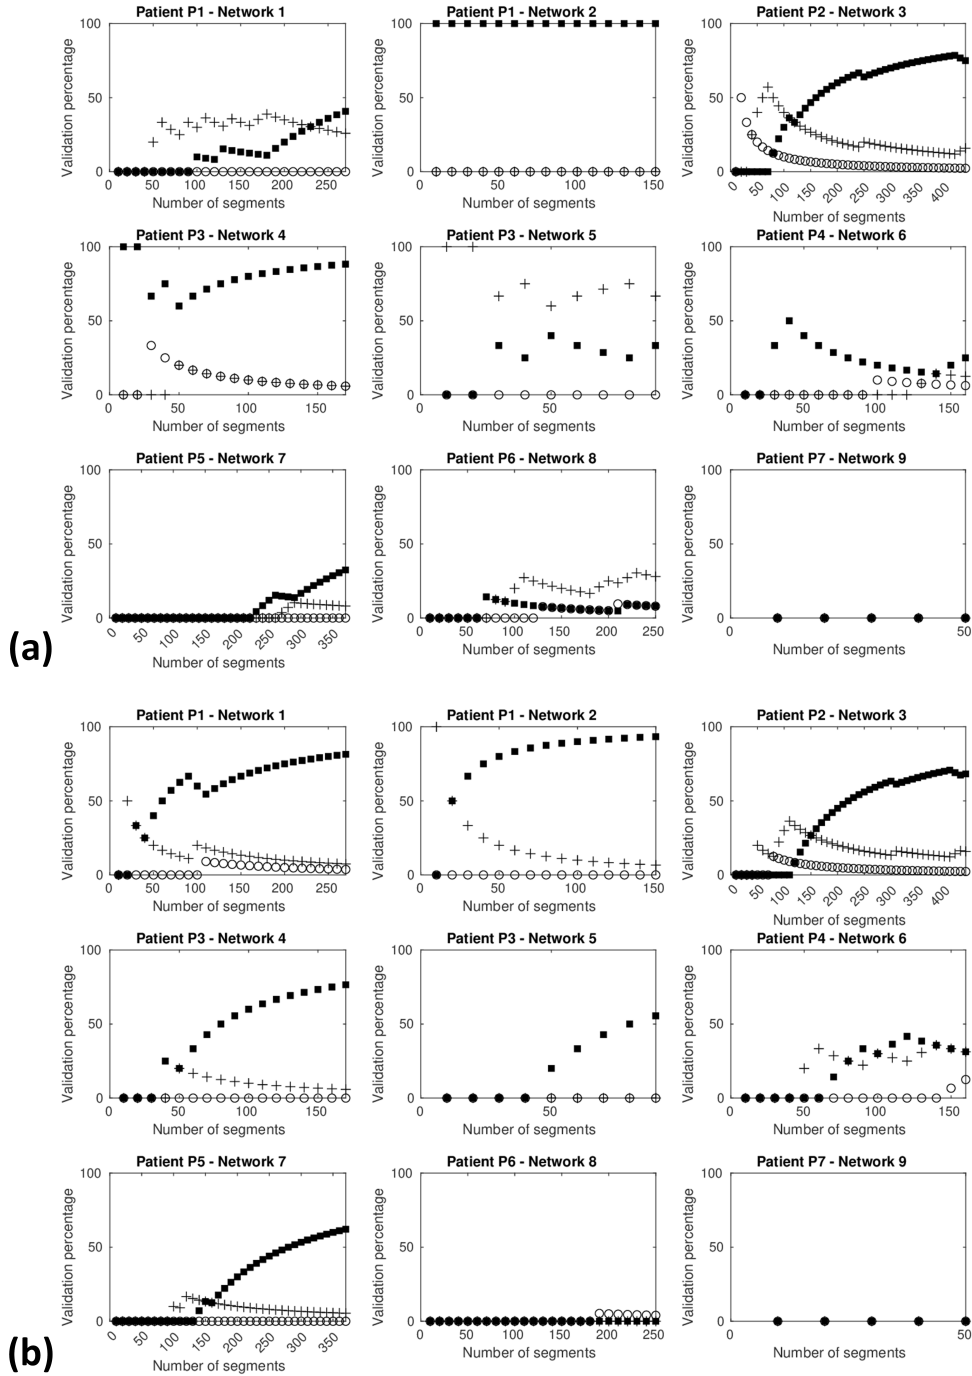 Patient P1 - Network 1
Patient P1 - Network 2
Patient P2 - Network 3
Validation percentage
100
50
0
0 50 100 150 200 250
Number of segments
Validation percentage
100
50
0
0 50 100 150
Number of segments
Validation percentage
100
50
0
0 50 100 150 200 250 300 350 400
Number of segments
Patient P3 - Network 4
Patient P3 - Network 5
Patient P4 - Network 6
Validation percentage
100
50
0
0 50 100 150
Number of segments
Validation percentage
100
50
0
0 50
Number of segments
Validation percentage
100
50
0
0 50 100 150
Number of segments
Patient P5 - Network 7
Patient P6 - Network 8
Patient P7 - Network 9
Validation percentage
100
50
0
0 50 100 150 200 250 300 350
Number of segments
Validation percentage
100
50
0
0 50 100 150 200 250
Number of segments
Validation percentage
100
50
0
0 50
Number of segments
(a)
Patient P1 - Network 1
Patient P1 - Network 2
Patient P2 - Network 3
Validation percentage
100
50
0
0 50 100 150 200 250
Number of segments
Validation percentage
100
50
0
0 50 100 150
Number of segments
Validation percentage
100
50
0
0 50 100 150 200 250 300 350 400
Number of segments
Patient P3 - Network 4
Patient P3 - Network 5
Patient P4 - Network 6
Validation percentage
100
50
0
0 50 100 150
Number of segments
Validation percentage
100
50
0
0 50
Number of segments
Validation percentage
100
50
0
0 50 100 150
Number of segments
Patient P5 - Network 7
Patient P6 - Network 8
Patient P7 - Network 9
Validation percentage
100
50
0
0 50 100 150 200 250 300 350
Number of segments
Validation percentage
100
50
0
0 50 100 150 200 250
Number of segments
Validation percentage
100
50
0
0 50
Number of segments
(b)